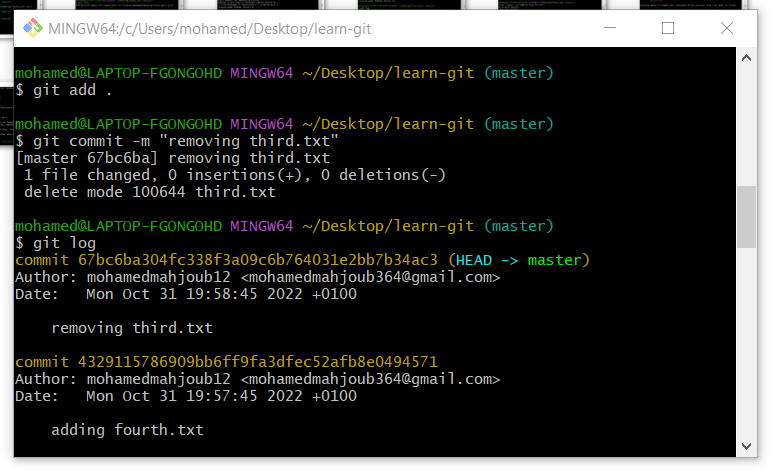 MINGW64:/c/Users/mohamed/Desktop/learn-git
mohamed@LAPTOP-FGONGOHD MINGW64 ~/Desktop/learn-git (master)
$ git add .
mohamed@LAPTOP-FGONGOHD MINGW64 ~/Desktop/learn-git (master)
$ git commit -m "removing third.txt"
[master 67bc6ba] removing third.txt
 1 file changed, 0 insertions(+), 0 deletions(-)
 delete mode 100644 third.txt
mohamed@LAPTOP-FGONGOHD MINGW64 ~/Desktop/learn-git (master)
$ git log
commit 67bc6ba304fc338f3a09c6b764031e2bb7b34ac3 (HEAD -> master)
Author: mohamedmahjoub12 <mohamedmahjoub364@gmail.com>
Date:   Mon Oct 31 19:58:45 2022 +0100
    removing third.txt
commit 4329115786909bb6ff9fa3dfec52afb8e0494571
Author: mohamedmahjoub12 <mohamedmahjoub364@gmail.com>
Date:   Mon Oct 31 19:57:45 2022 +0100
    adding fourth.txt